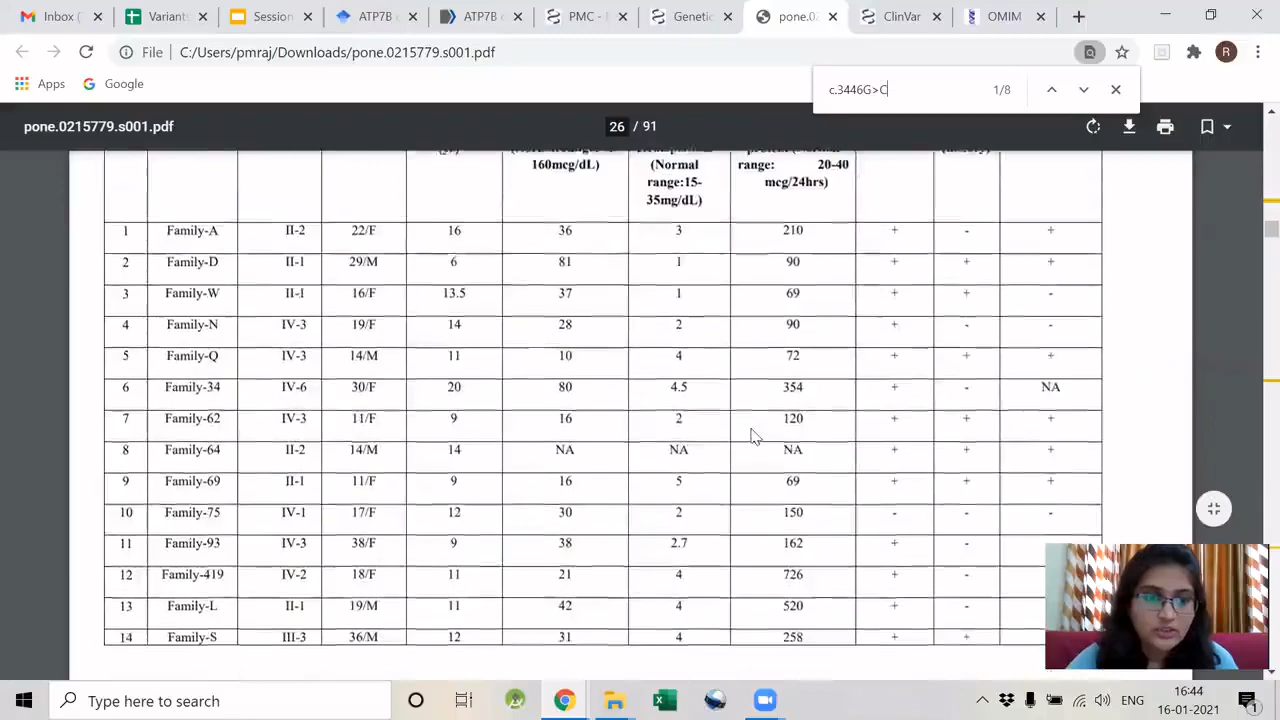 Inbox (
Variants
Session
ATP7B c
ATP7B
PMC -
Genetic
pone.02
ClinVar
OMIM
File
C:/Users/pmraj/Downloads/pone.0215779.s001.pdf
R
Apps
Google
c.3446G>C
1/8
pone.0215779.s001.pdf
26 / 91
160mcg/dL)
(Normal range:15-35mg/dL)
range: 20-40 mcg/24hrs)
1 Family-A II-2 22/F 16 36 3 210 + - +
2 Family-D II-1 29/M 6 81 1 90 + + +
3 Family-W II-1 16/F 13.5 37 1 69 + + -
4 Family-N IV-3 19/F 14 28 2 90 + - -
5 Family-Q IV-3 14/M 11 10 4 72 + + +
6 Family-34 IV-6 30/F 20 80 4.5 354 + - NA
7 Family-62 IV-3 11/F 9 16 2 120 + + +
8 Family-64 II-2 14/M 14 NA NA NA + + +
9 Family-69 II-1 11/F 9 16 5 69 + + +
10 Family-75 IV-1 17/F 12 30 2 150 - - -
11 Family-93 IV-3 38/F 9 38 2.7 162 + -
12 Family-419 IV-2 18/F 11 21 4 726 + -
13 Family-L II-1 19/M 11 42 4 520 + -
14 Family-S III-3 36/M 12 31 4 258 + +
Type here to search
ENG
16:44
16-01-2021
1